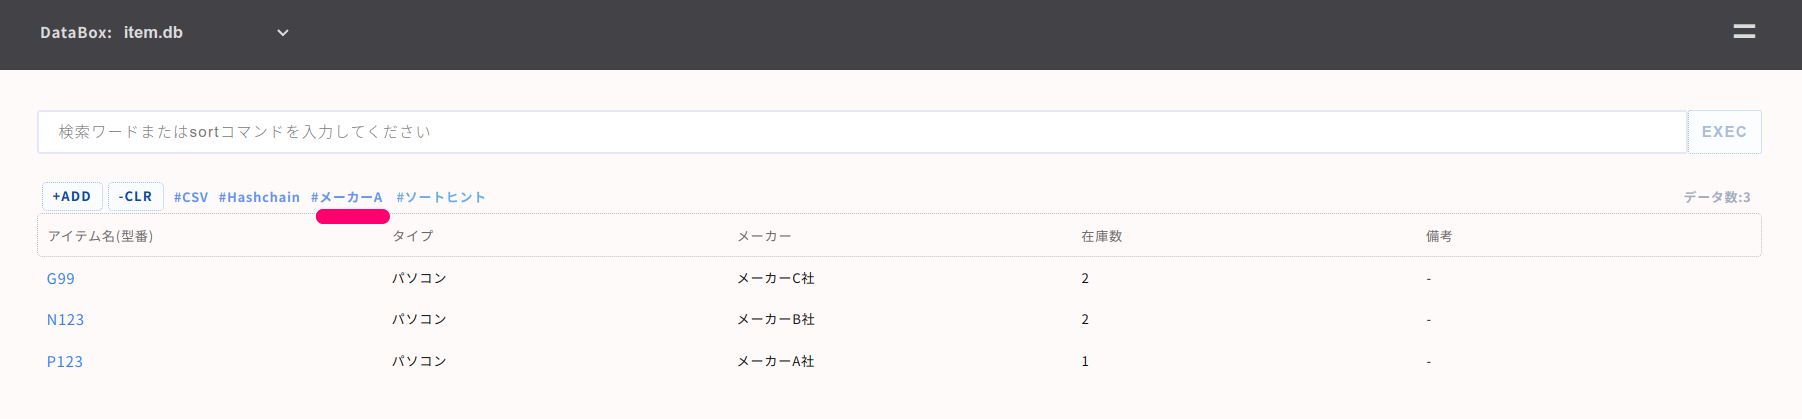 DataBox: item.db
検索ワードまたはsortコマンドを入力してください EXEC
+ADD -CLR #CSV #Hashchain #メーカーA #ソートヒント データ数:3
アイテム名(型番) タイプ メーカー 在庫数 備考
G99 パソコン メーカーC社 2 -
N123 パソコン メーカーB社 2 -
P123 パソコン メーカーA社 1 -